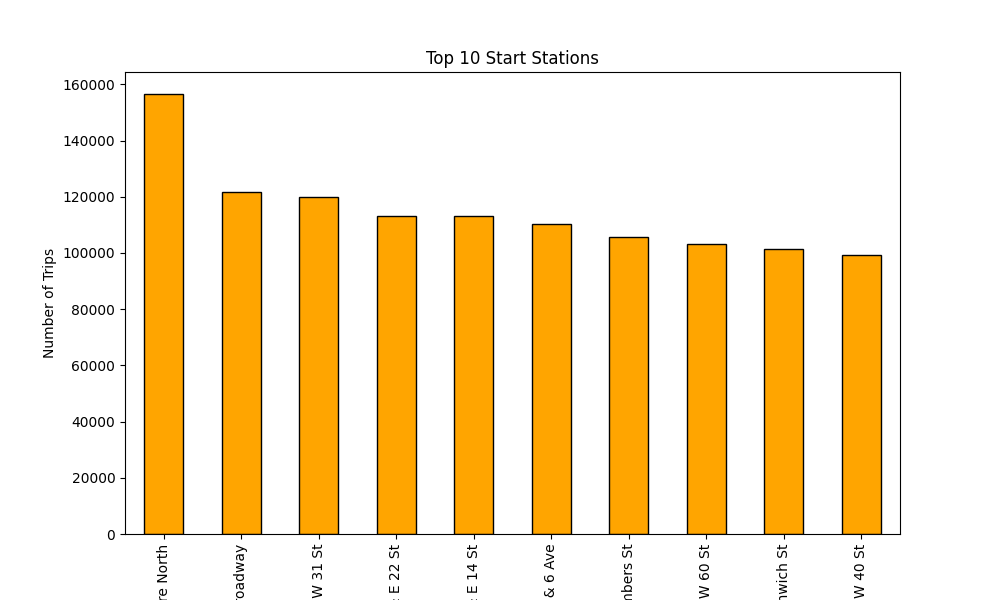 Top 10 Start Stations
Number of Trips
160000
140000
120000
100000
80000
60000
40000
20000
0
re North
roadway
W 31 St
E 22 St
E 14 St
& 6 Ave
mbers St
W 60 St
nwich St
W 40 St